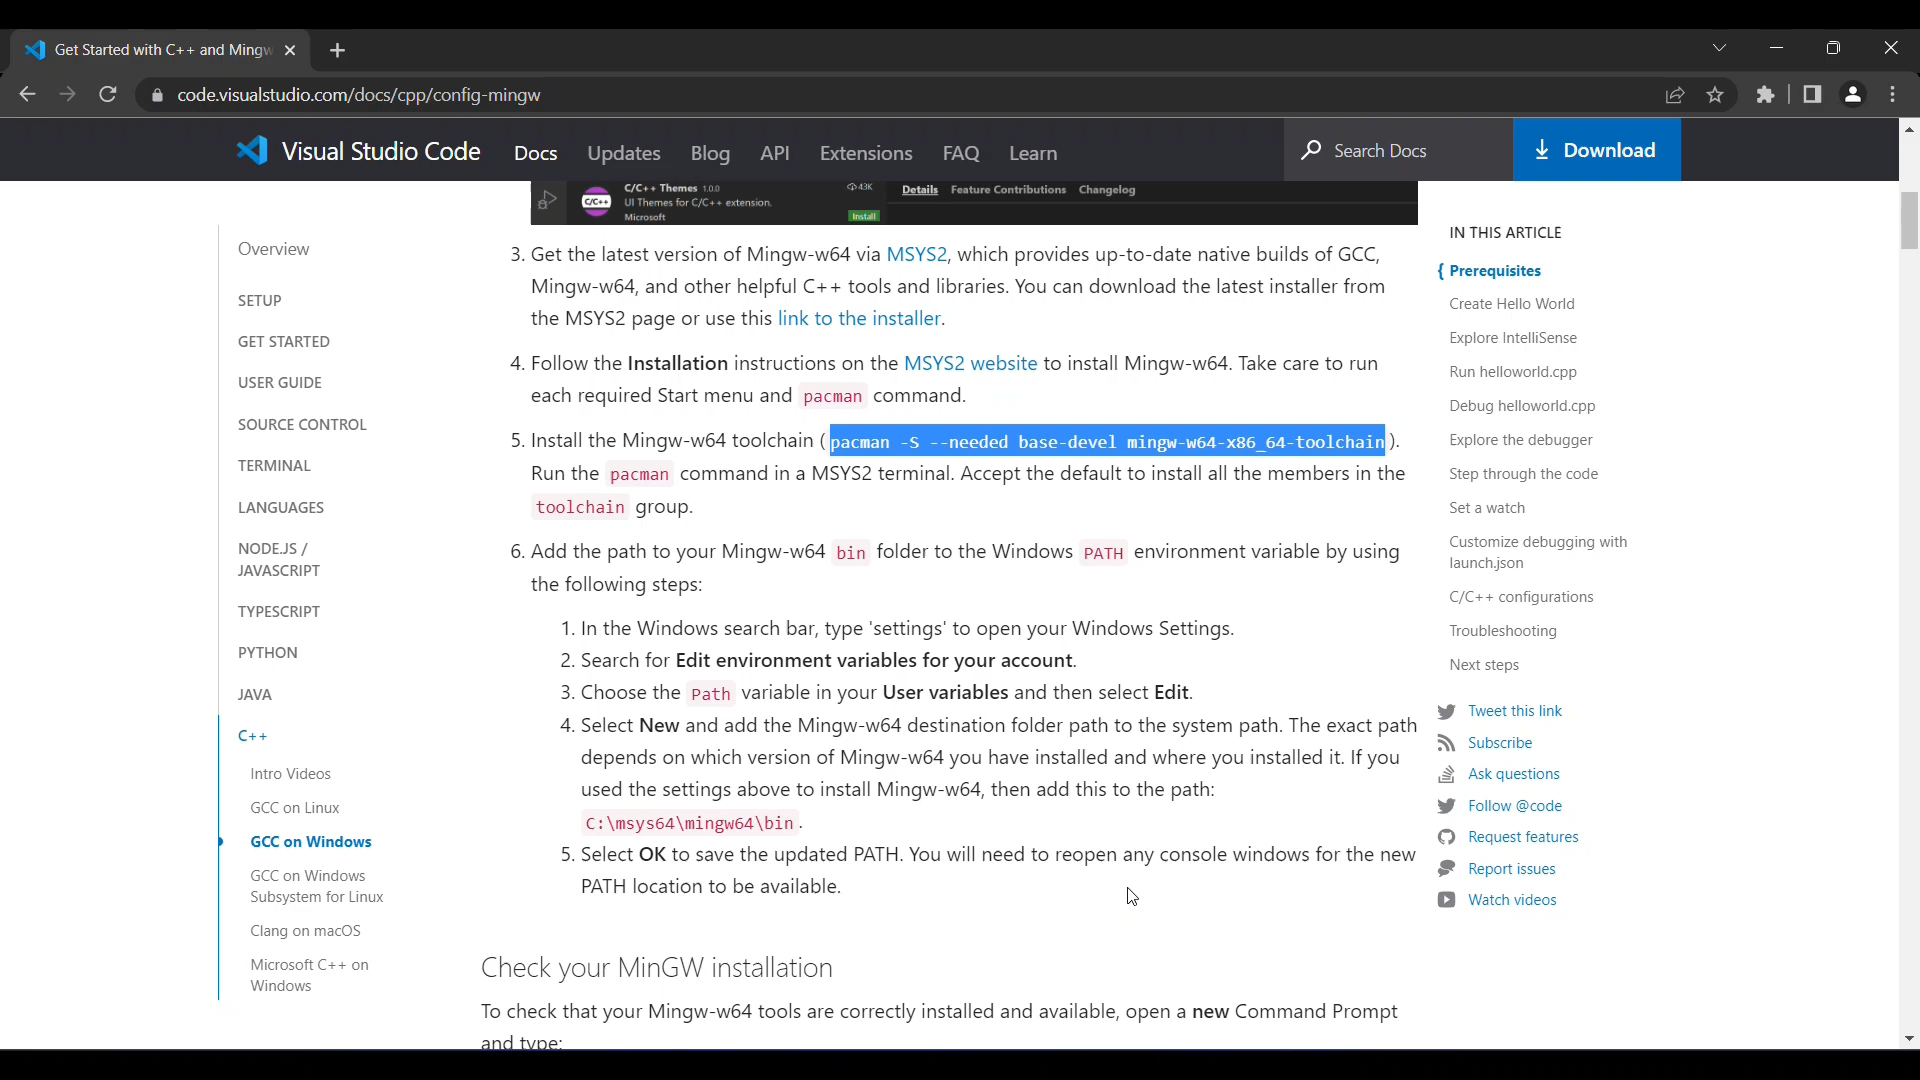 Get Started with C++ and Mingw
code.visualstudio.com/docs/cpp/config-mingw
Visual Studio Code
Docs
Updates
Blog
API
Extensions
FAQ
Learn
Search Docs
Download
C/C++ Themes 1.0.0
43K
UI Themes for C/C++ extension.
C/C++
Microsoft
Install
Details
Feature Contributions
Changelog
Overview
SETUP
GET STARTED
USER GUIDE
SOURCE CONTROL
TERMINAL
LANGUAGES
NODE.JS /
JAVASCRIPT
TYPESCRIPT
PYTHON
JAVA
C++
Intro Videos
GCC on Linux
GCC on Windows
GCC on Windows
Subsystem for Linux
Clang on macOS
Microsoft C++ on
Windows
3. Get the latest version of Mingw-w64 via MSYS2, which provides up-to-date native builds of GCC,
Mingw-w64, and other helpful C++ tools and libraries. You can download the latest installer from
the MSYS2 page or use this link to the installer.
4. Follow the Installation instructions on the MSYS2 website to install Mingw-w64. Take care to run
each required Start menu and pacman command.
5. Install the Mingw-w64 toolchain ( pacman -S --needed base-devel mingw-w64-x86_64-toolchain ).
Run the pacman command in a MSYS2 terminal. Accept the default to install all the members in the
toolchain group.
6. Add the path to your Mingw-w64 bin folder to the Windows PATH environment variable by using
the following steps:
1. In the Windows search bar, type 'settings' to open your Windows Settings.
2. Search for Edit environment variables for your account.
3. Choose the Path variable in your User variables and then select Edit.
4. Select New and add the Mingw-w64 destination folder path to the system path. The exact path
depends on which version of Mingw-w64 you have installed and where you installed it. If you
used the settings above to install Mingw-w64, then add this to the path:
C:\msys64\mingw64\bin .
5. Select OK to save the updated PATH. You will need to reopen any console windows for the new
PATH location to be available.
Check your MinGW installation
To check that your Mingw-w64 tools are correctly installed and available, open a new Command Prompt
and type:
IN THIS ARTICLE
{ Prerequisites
Create Hello World
Explore IntelliSense
Run helloworld.cpp
Debug helloworld.cpp
Explore the debugger
Step through the code
Set a watch
Customize debugging with
launch.json
C/C++ configurations
Troubleshooting
Next steps
Tweet this link
Subscribe
Ask questions
Follow @code
Request features
Report issues
Watch videos